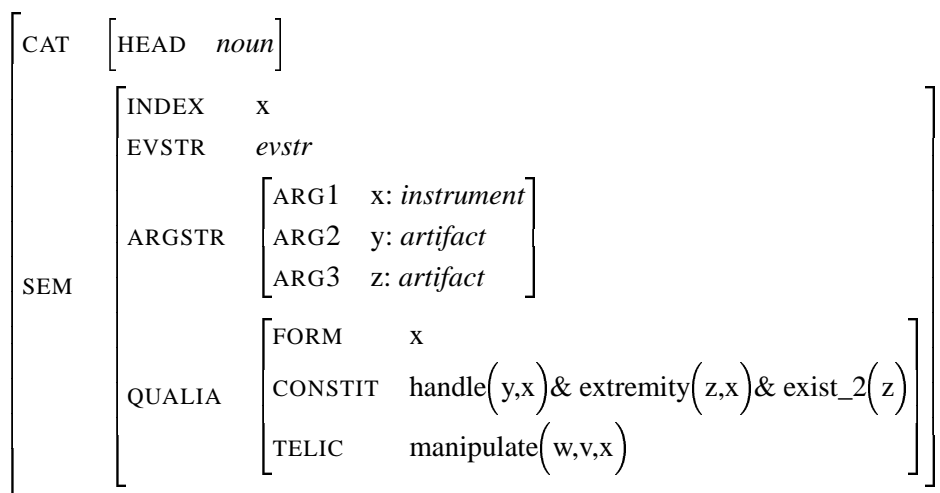 CAT [HEAD noun]
INDEX x
EVSTR evstr
ARG1 x: instrument
ARGSTR ARG2 y: artifact
ARG3 z: artifact
SEM
FORM x
QUALIA CONSTIT handle(y,x)& extremity(z,x)& exist_2(z)
TELIC manipulate(w,v,x)